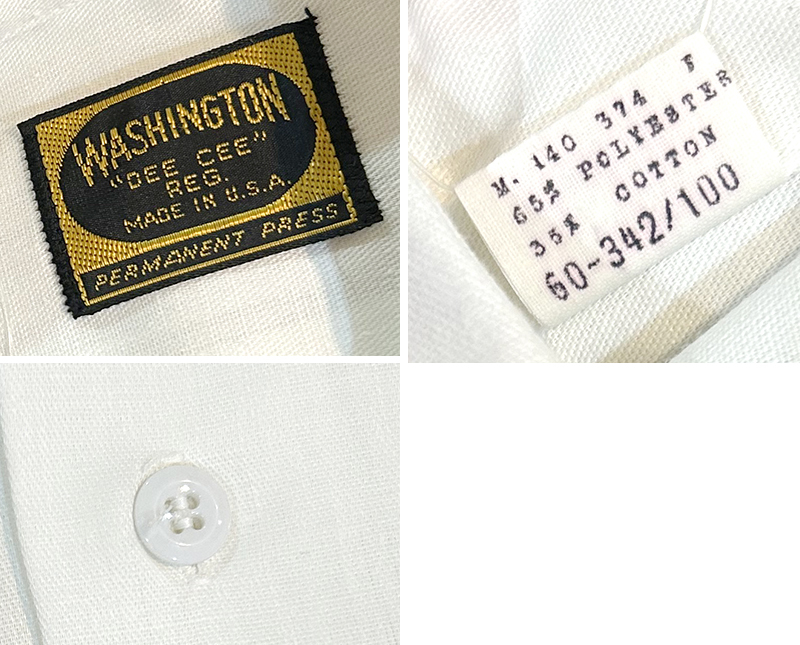 WASHINGTON
"DEE CEE"
REG.
MADE IN U.S.A.
PERMANENT PRESS
M. 140 374 F
65% POLYESTER
35% COTTON
60-342/100